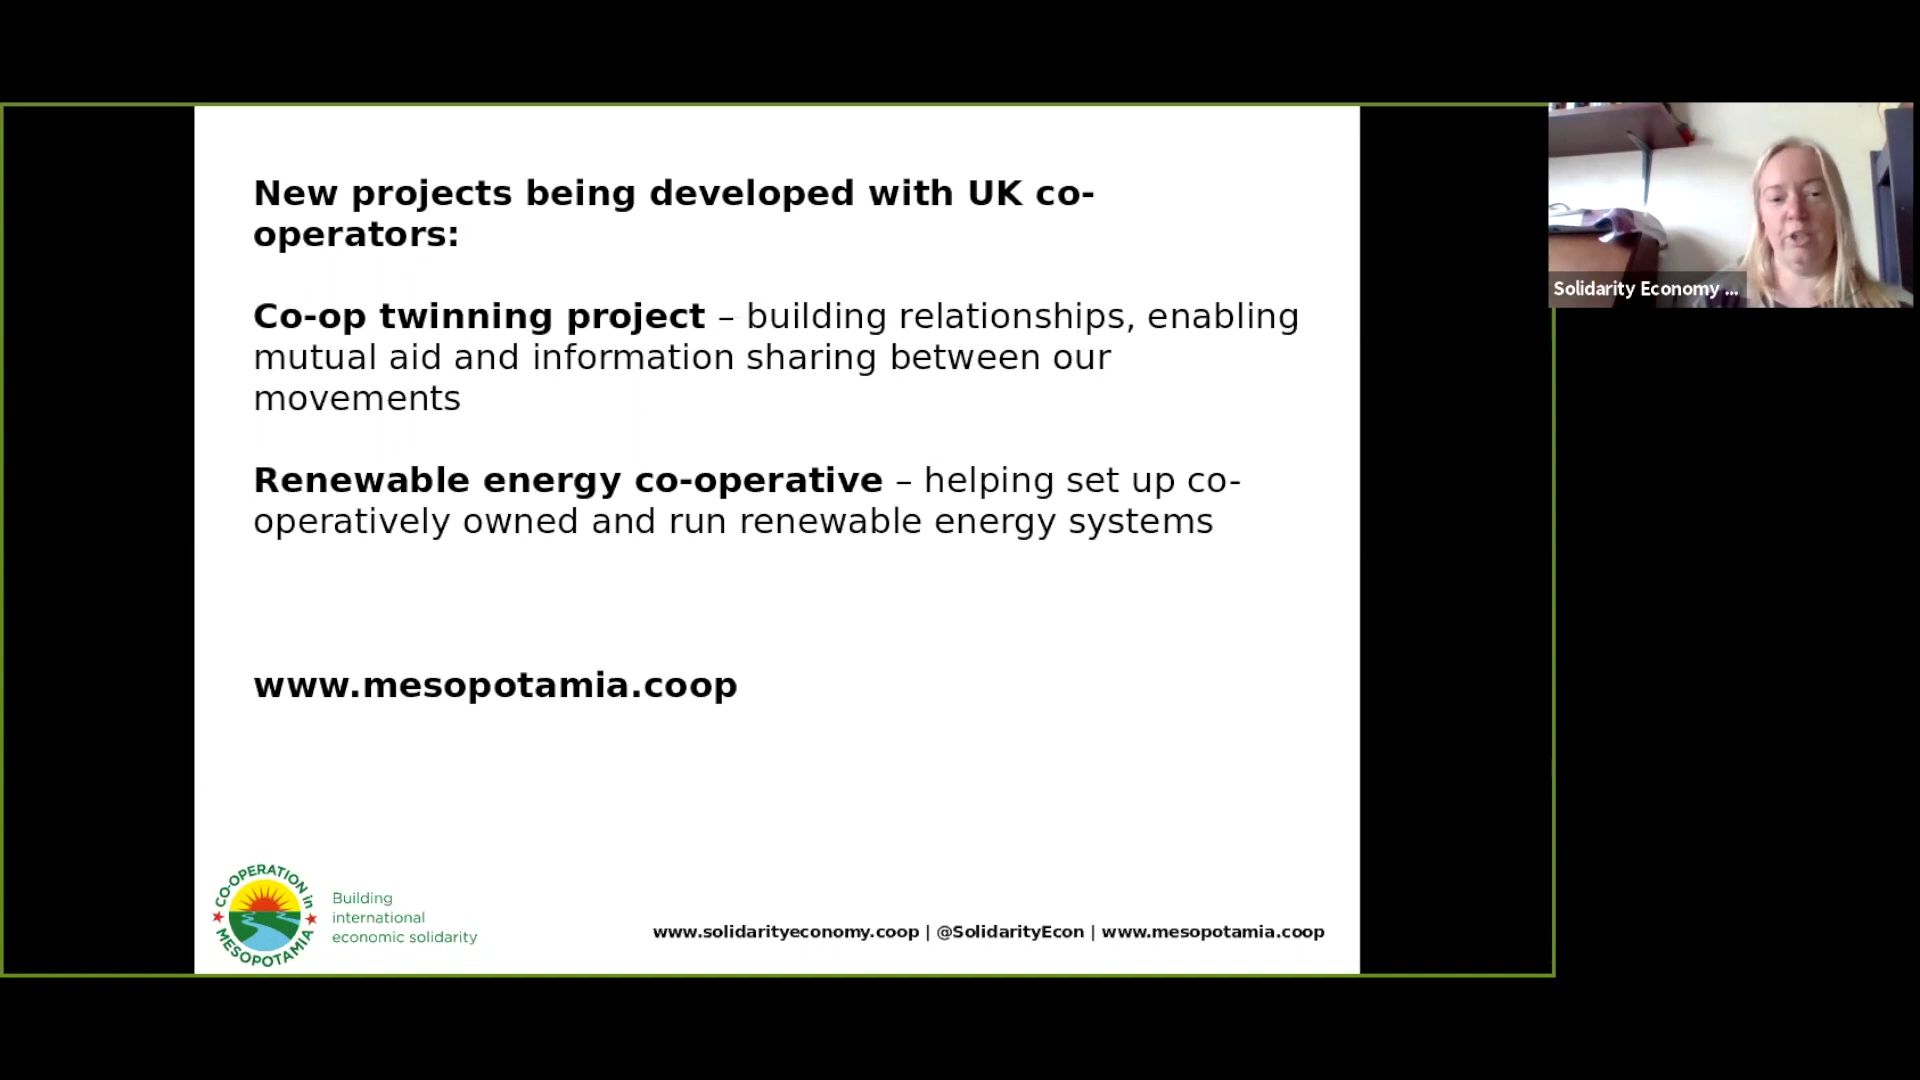 New projects being developed with UK co-
operators:
Co-op twinning project – building relationships, enabling
mutual aid and information sharing between our
movements
Renewable energy co-operative – helping set up co-
operatively owned and run renewable energy systems
www.mesopotamia.coop
CO-OPERATION in
MESOPOTAMIA
Building
international
economic solidarity
www.solidarityeconomy.coop | @SolidarityEcon | www.mesopotamia.coop
Solidarity Economy ...